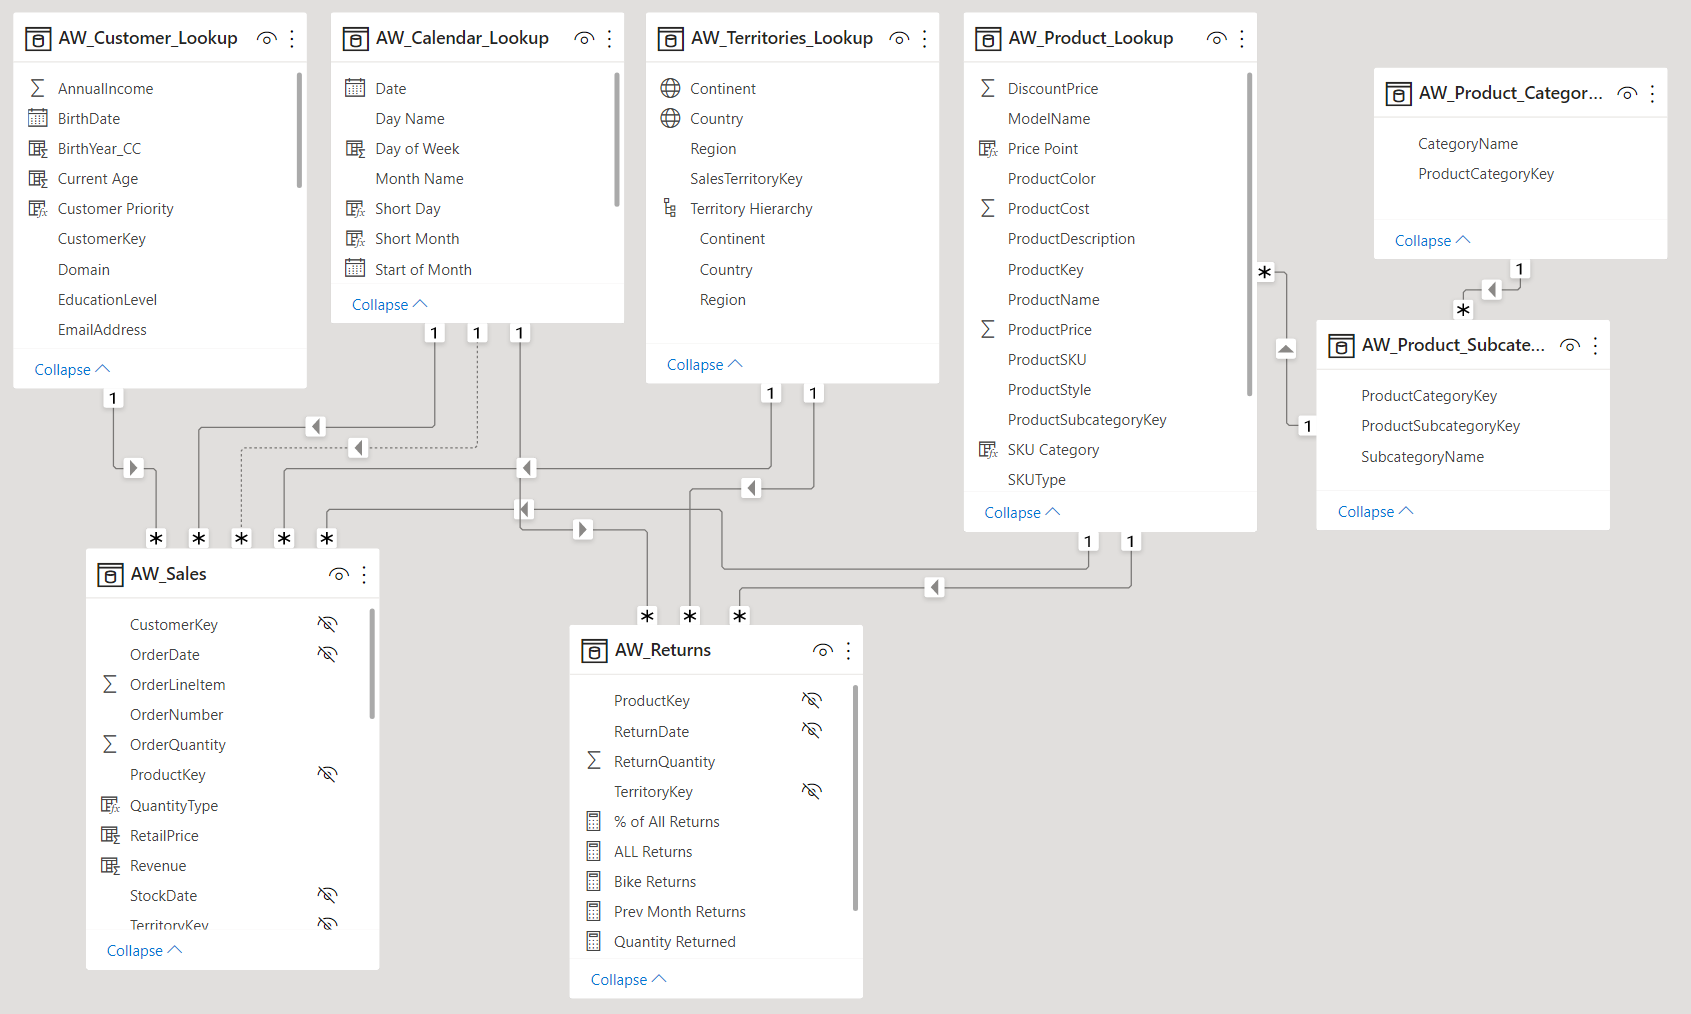 AW_Customer_Lookup
AnnualIncome
BirthDate
BirthYear_CC
Current Age
Customer Priority
CustomerKey
Domain
EducationLevel
EmailAddress
Collapse
1
AW_Calendar_Lookup
Date
Day Name
Day of Week
Month Name
Short Day
Short Month
Start of Month
Collapse
1 1 1
AW_Territories_Lookup
Continent
Country
Region
SalesTerritoryKey
Territory Hierarchy
Continent
Country
Region
Collapse
1 1
AW_Product_Lookup
DiscountPrice
ModelName
Price Point
ProductColor
ProductCost
ProductDescription
ProductKey
ProductName
ProductPrice
ProductSKU
ProductStyle
ProductSubcategoryKey
SKU Category
SKUType
Collapse
*
1 1
AW_Product_Categor...
CategoryName
ProductCategoryKey
Collapse
1
*
AW_Product_Subcate...
ProductCategoryKey
ProductSubcategoryKey
SubcategoryName
Collapse
1
* * * * *
AW_Sales
CustomerKey
OrderDate
OrderLineItem
OrderNumber
OrderQuantity
ProductKey
QuantityType
RetailPrice
Revenue
StockDate
TerritoryKey
Collapse
* * *
AW_Returns
ProductKey
ReturnDate
ReturnQuantity
TerritoryKey
% of All Returns
ALL Returns
Bike Returns
Prev Month Returns
Quantity Returned
Collapse